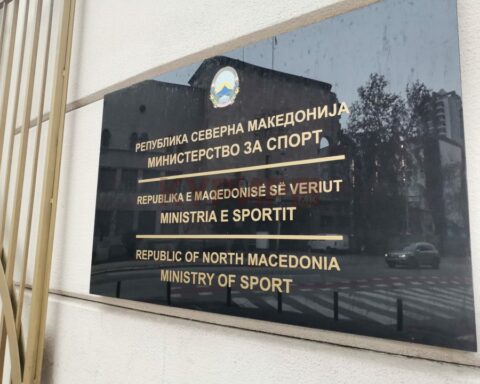 РЕПУБЛИКА СЕВЕРНА МАКЕДОНИЈА
МИНИСТЕРСТВО ЗА СПОРТ
REPUBLIKA E MAQEDONISË SË VERIUT
MINISTRIA E SPORTIT
REPUBLIC OF NORTH MACEDONIA
MINISTRY OF SPORT